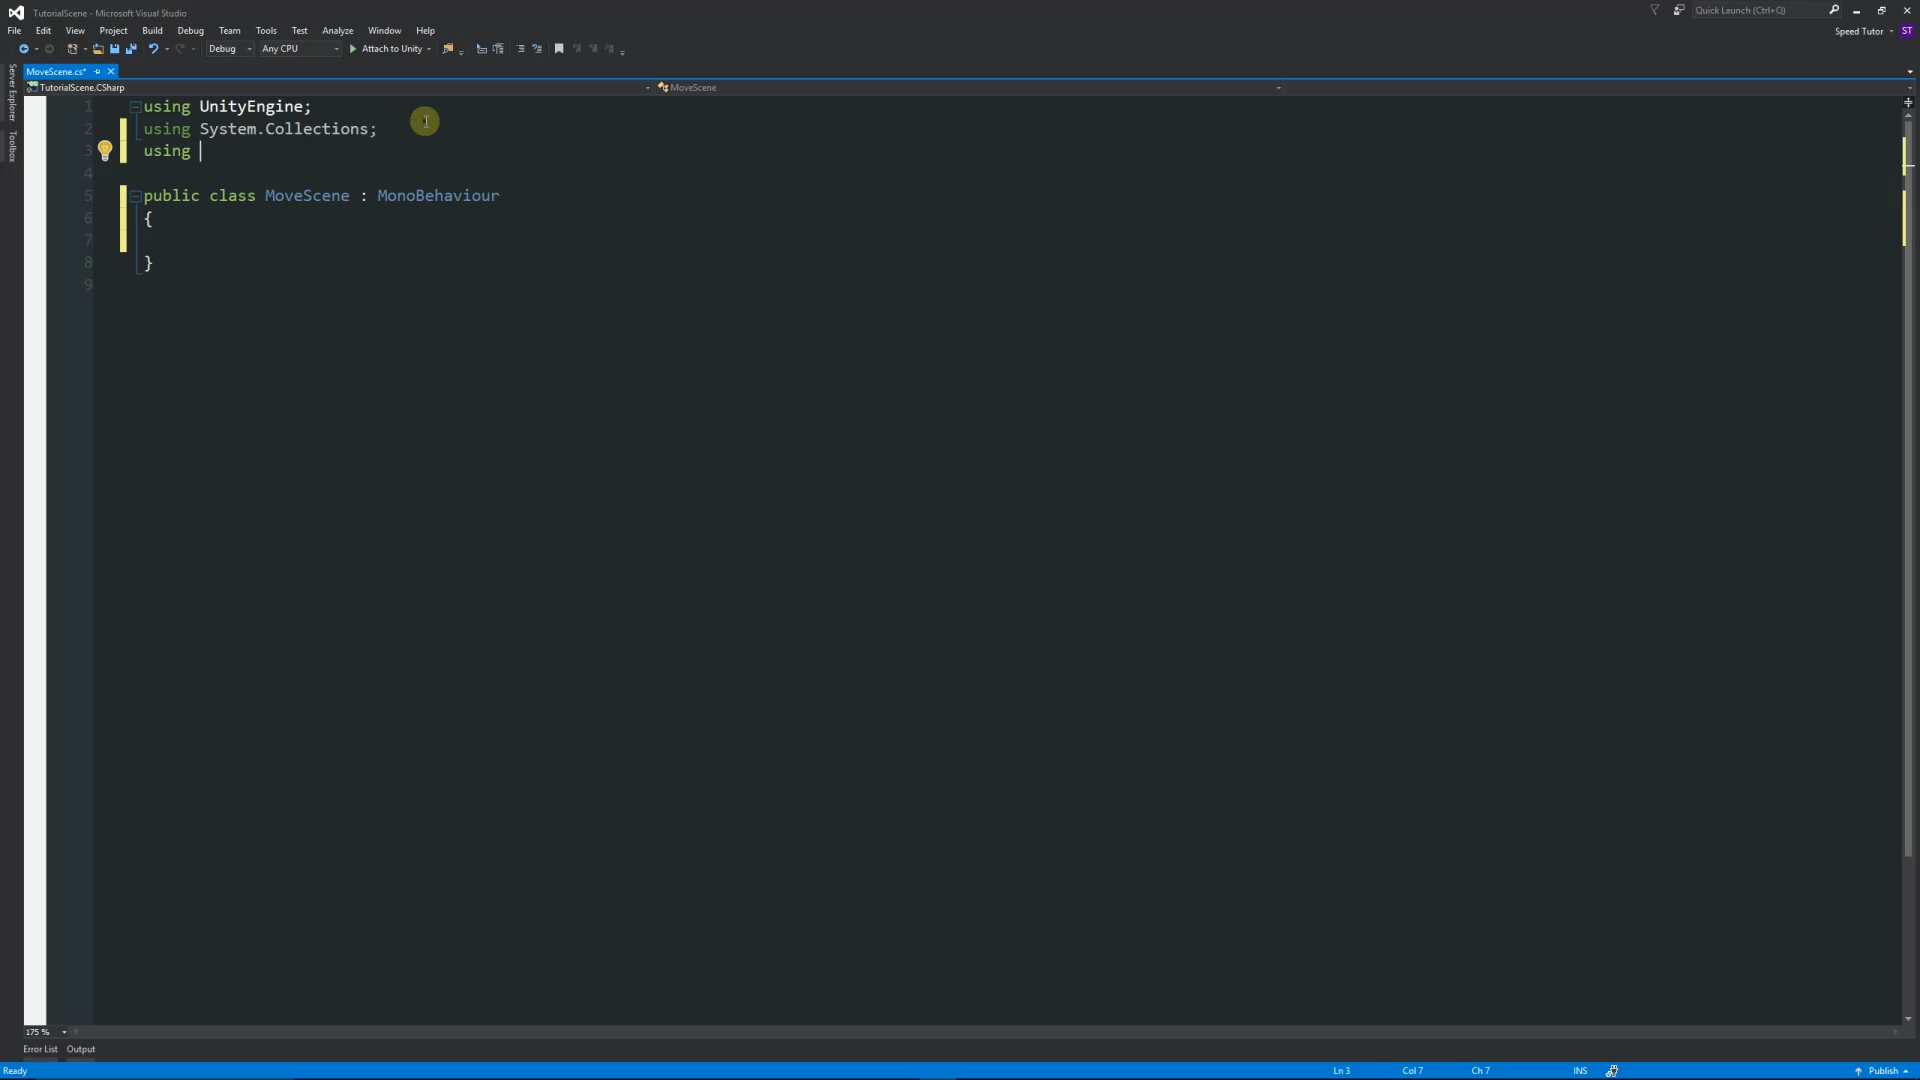 TutorialScene - Microsoft Visual Studio
Quick Launch (Ctrl+Q)
File Edit View Project Build Debug Team Tools Test Analyze Window Help
Speed Tutor ST
Debug Any CPU Attach to Unity
MoveScene.cs*
TutorialScene.CSharp MoveScene
Server Explorer
Toolbox
1 using UnityEngine;
2 using System.Collections;
3 using
4
5 public class MoveScene : MonoBehaviour
6 {
7
8 }
9
175 %
Error List Output
Ready Ln 3 Col 7 Ch 7 INS Publish